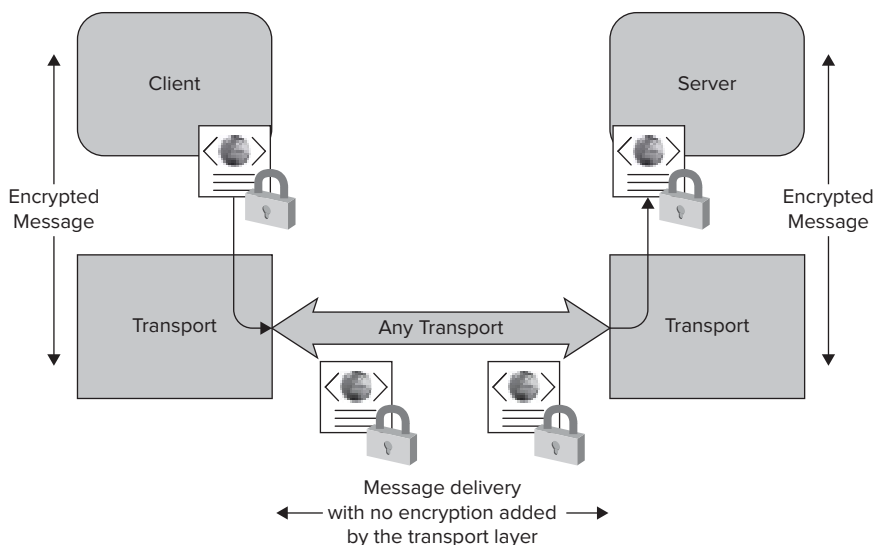 Client
Server
Encrypted
Message
Encrypted
Message
Transport
Any Transport
Transport
Message delivery
with no encryption added
by the transport layer